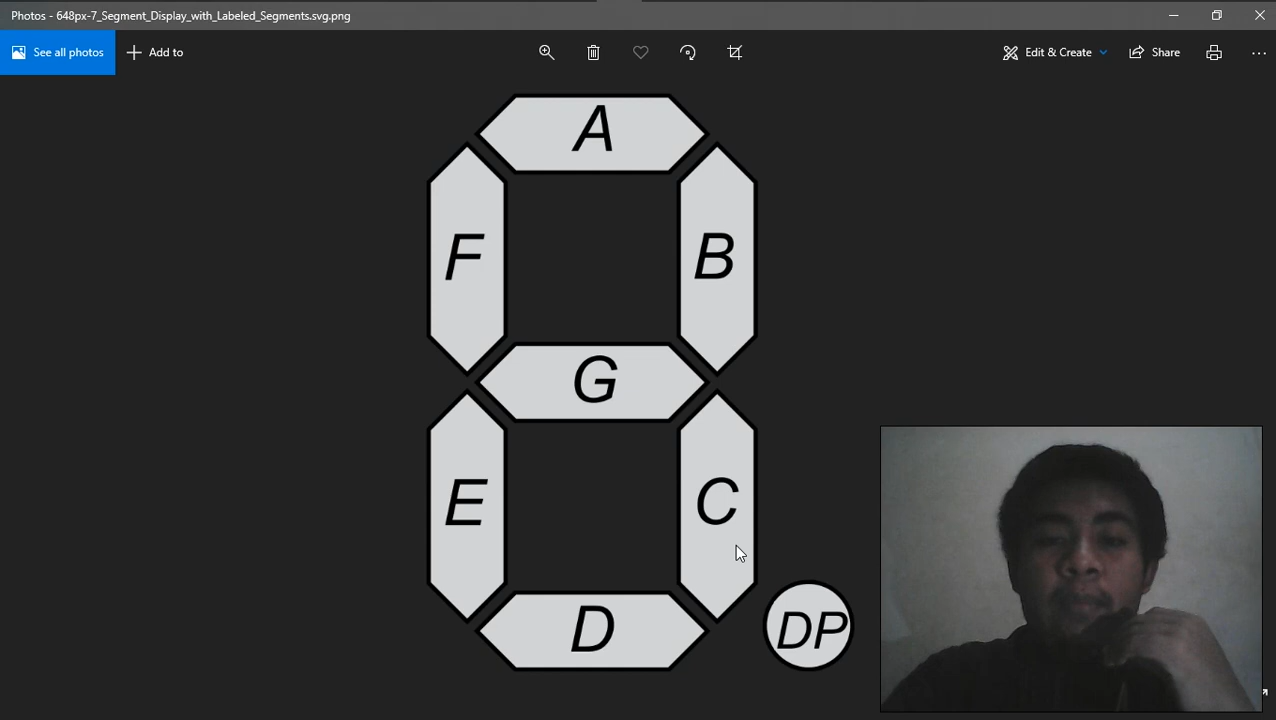 Photos - 648px-7_Segment_Display_with_Labeled_Segments.svg.png
See all photos
Add to
Edit & Create
Share
A
F
B
G
E
C
D
DP